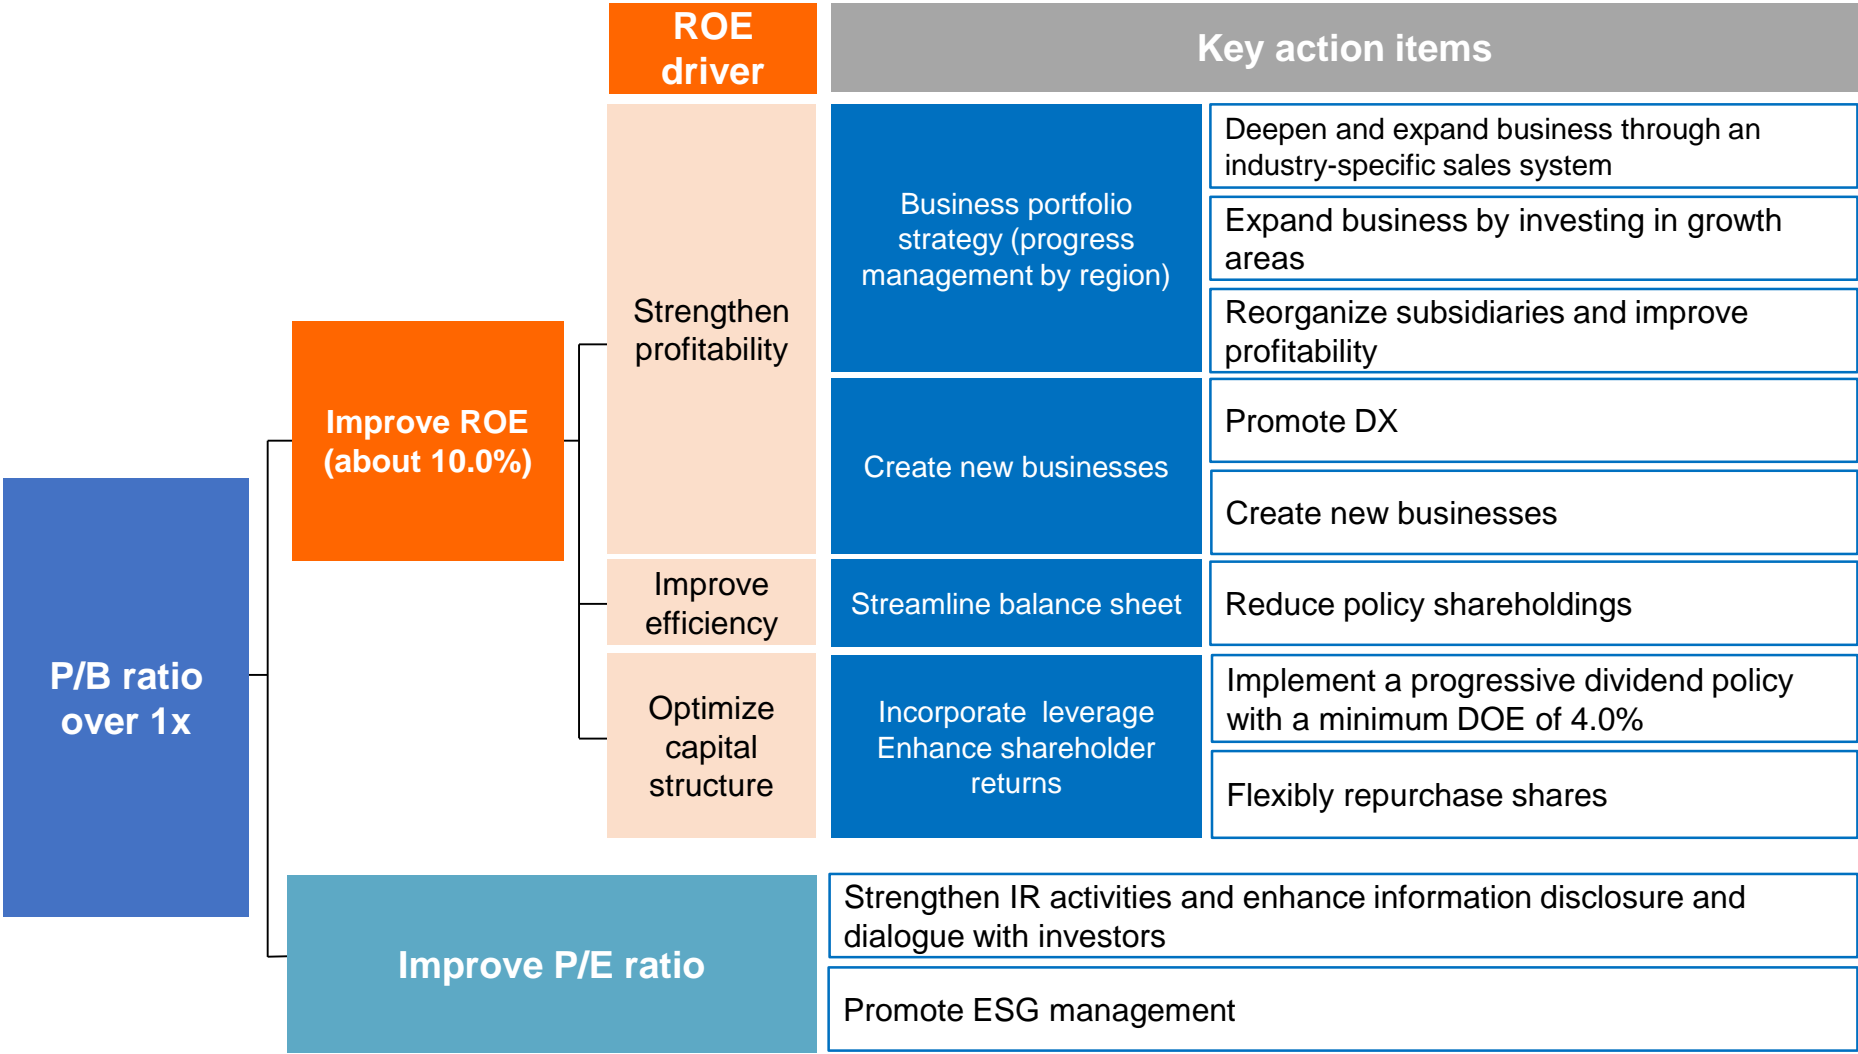 ROE
driver
Key action items
P/B ratio
over 1x
Improve ROE
(about 10.0%)
Strengthen
profitability
Business portfolio
strategy (progress
management by region)
Deepen and expand business through an
industry-specific sales system
Expand business by investing in growth
areas
Reorganize subsidiaries and improve
profitability
Create new businesses
Promote DX
Create new businesses
Improve
efficiency
Streamline balance sheet
Reduce policy shareholdings
Optimize
capital
structure
Incorporate leverage
Enhance shareholder
returns
Implement a progressive dividend policy
with a minimum DOE of 4.0%
Flexibly repurchase shares
Improve P/E ratio
Strengthen IR activities and enhance information disclosure and
dialogue with investors
Promote ESG management